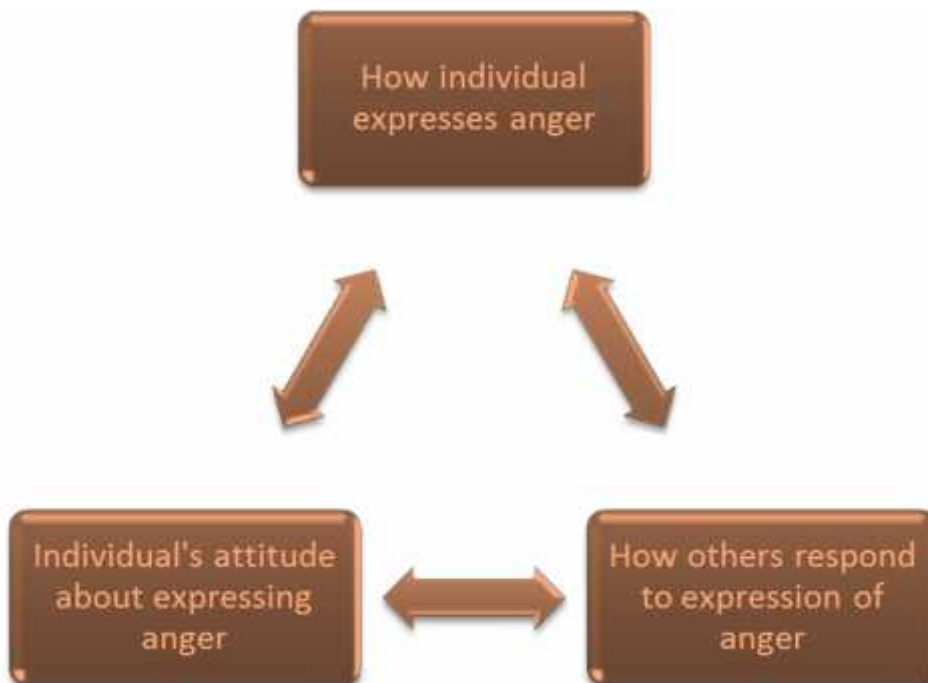 How individual
expresses anger
Individual's attitude
about expressing
anger
How others respond
to expression of
anger